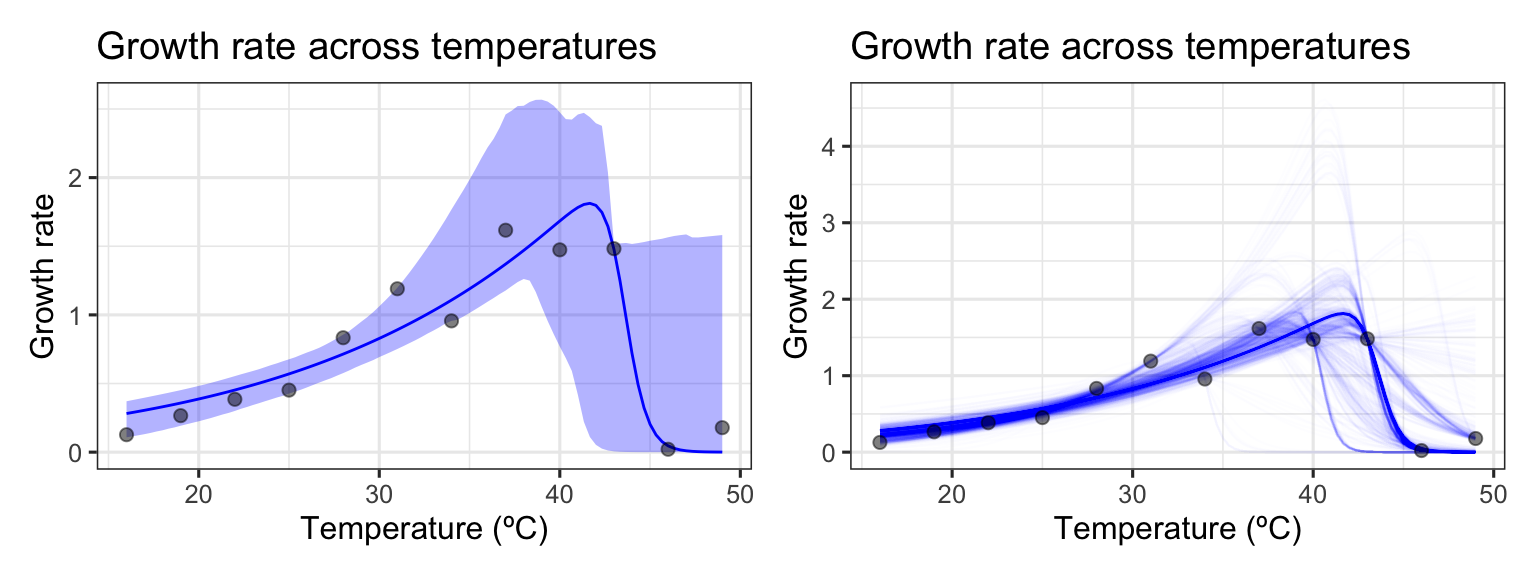 Growth rate across temperatures
Growth rate
2
1
0
20 30 40 50
Temperature (ºC)
Growth rate across temperatures
Growth rate
4
3
2
1
0
20 30 40 50
Temperature (ºC)